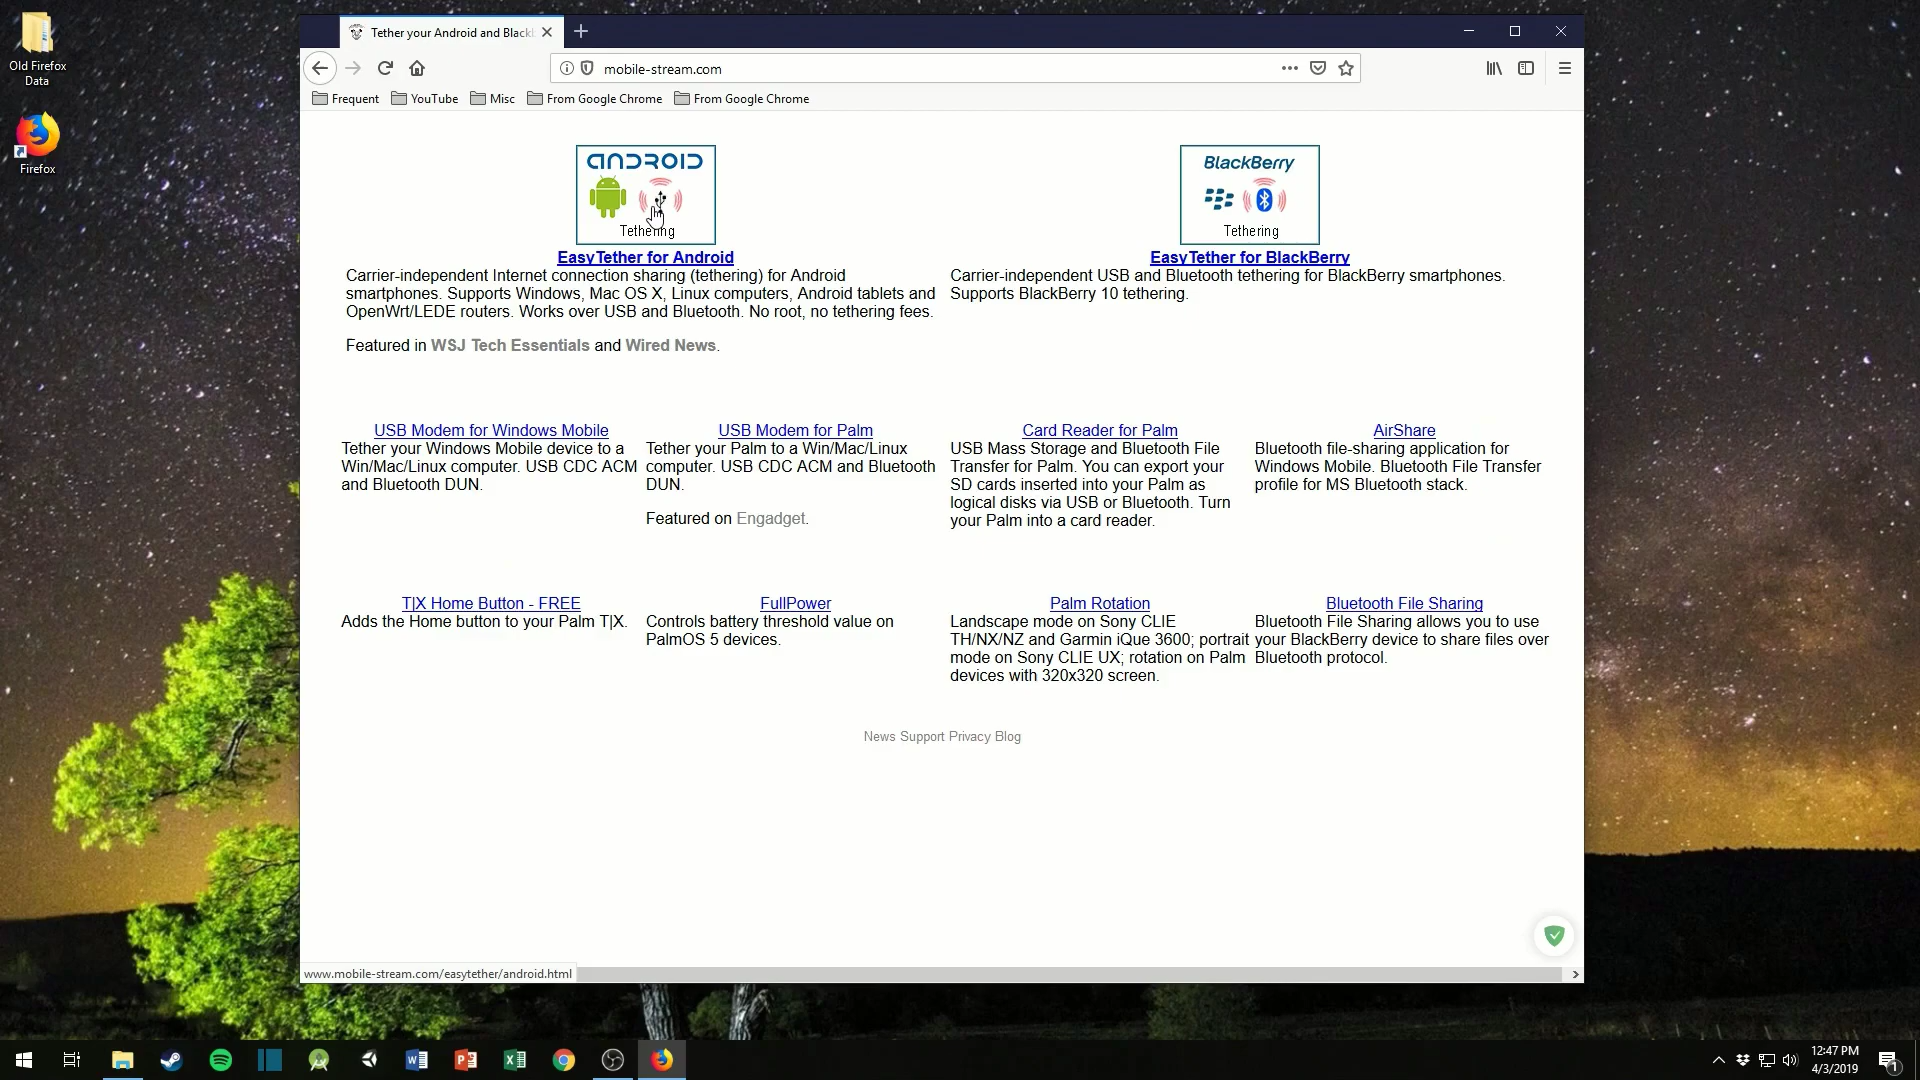 Old Firefox
Data
Firefox
Tether your Android and Black
mobile-stream.com
Frequent YouTube Misc From Google Chrome From Google Chrome
ANDROID
Tethering
EasyTether for Android
Carrier-independent Internet connection sharing (tethering) for Android
smartphones. Supports Windows, Mac OS X, Linux computers, Android tablets and
OpenWrt/LEDE routers. Works over USB and Bluetooth. No root, no tethering fees.
Featured in WSJ Tech Essentials and Wired News.
BlackBerry
Tethering
EasyTether for BlackBerry
Carrier-independent USB and Bluetooth tethering for BlackBerry smartphones.
Supports BlackBerry 10 tethering.
USB Modem for Windows Mobile
Tether your Windows Mobile device to a
Win/Mac/Linux computer. USB CDC ACM
and Bluetooth DUN.
USB Modem for Palm
Tether your Palm to a Win/Mac/Linux
computer. USB CDC ACM and Bluetooth
DUN.
Featured on Engadget.
Card Reader for Palm
USB Mass Storage and Bluetooth File
Transfer for Palm. You can export your
SD cards inserted into your Palm as
logical disks via USB or Bluetooth. Turn
your Palm into a card reader.
AirShare
Bluetooth file-sharing application for
Windows Mobile. Bluetooth File Transfer
profile for MS Bluetooth stack.
T|X Home Button - FREE
Adds the Home button to your Palm T|X.
FullPower
Controls battery threshold value on
PalmOS 5 devices.
Palm Rotation
Landscape mode on Sony CLIE
TH/NX/NZ and Garmin iQue 3600; portrait
mode on Sony CLIE UX; rotation on Palm
devices with 320x320 screen.
Bluetooth File Sharing
Bluetooth File Sharing allows you to use
your BlackBerry device to share files over
Bluetooth protocol.
News Support Privacy Blog
www.mobile-stream.com/easytether/android.html
12:47 PM
4/3/2019
1